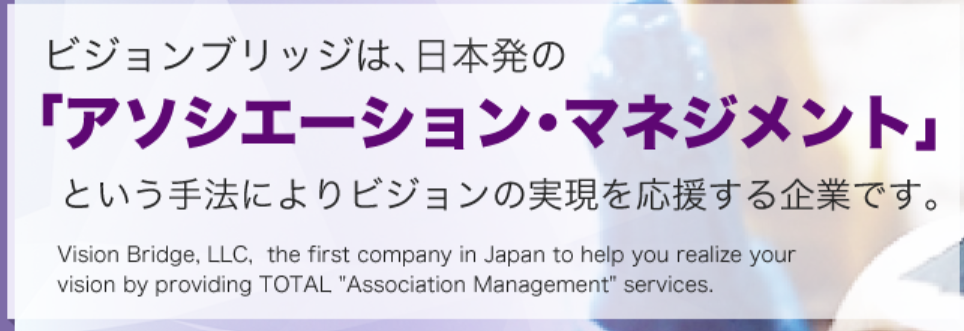 ビジョンブリッジは、日本発の
「アソシエーション・マネジメント」
という手法によりビジョンの実現を応援する企業です。
Vision Bridge, LLC,  the first company in Japan to help you realize your
vision by providing TOTAL "Association Management" services.